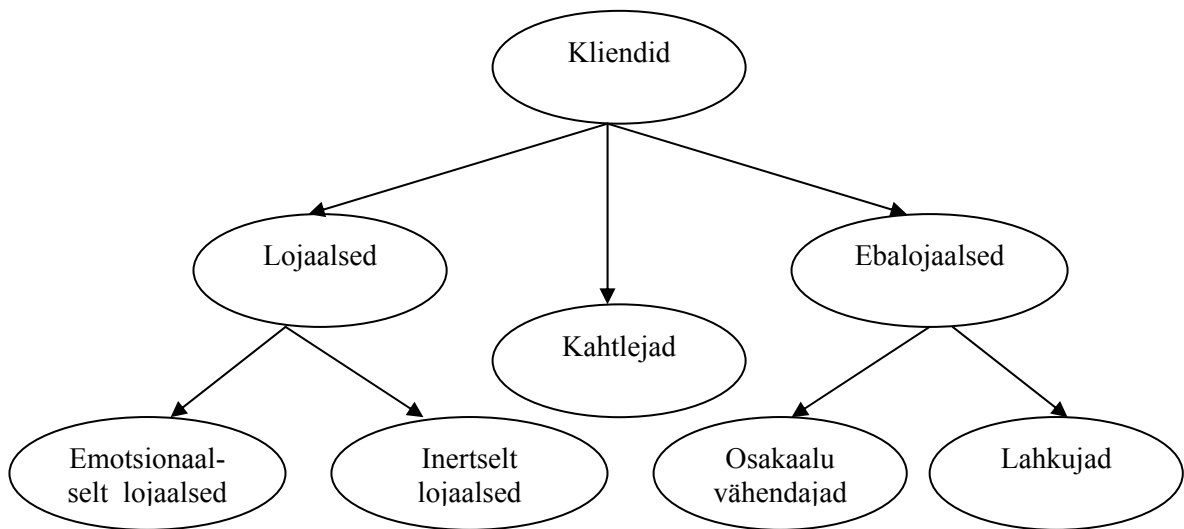 Kliendid
Lojaalsed
Ebalojaalsed
Kahtlejad
Emotsionaal-
selt lojaalsed
Inertselt
lojaalsed
Osakaalu
vähendajad
Lahkujad